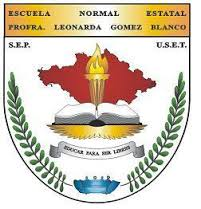 ESCUELA NORMAL ESTATAL
PROFRA. LEONARDA GOMEZ BLANCO
S.E.P. U.S.E.T.
EDUCAR PARA SER LIBRES